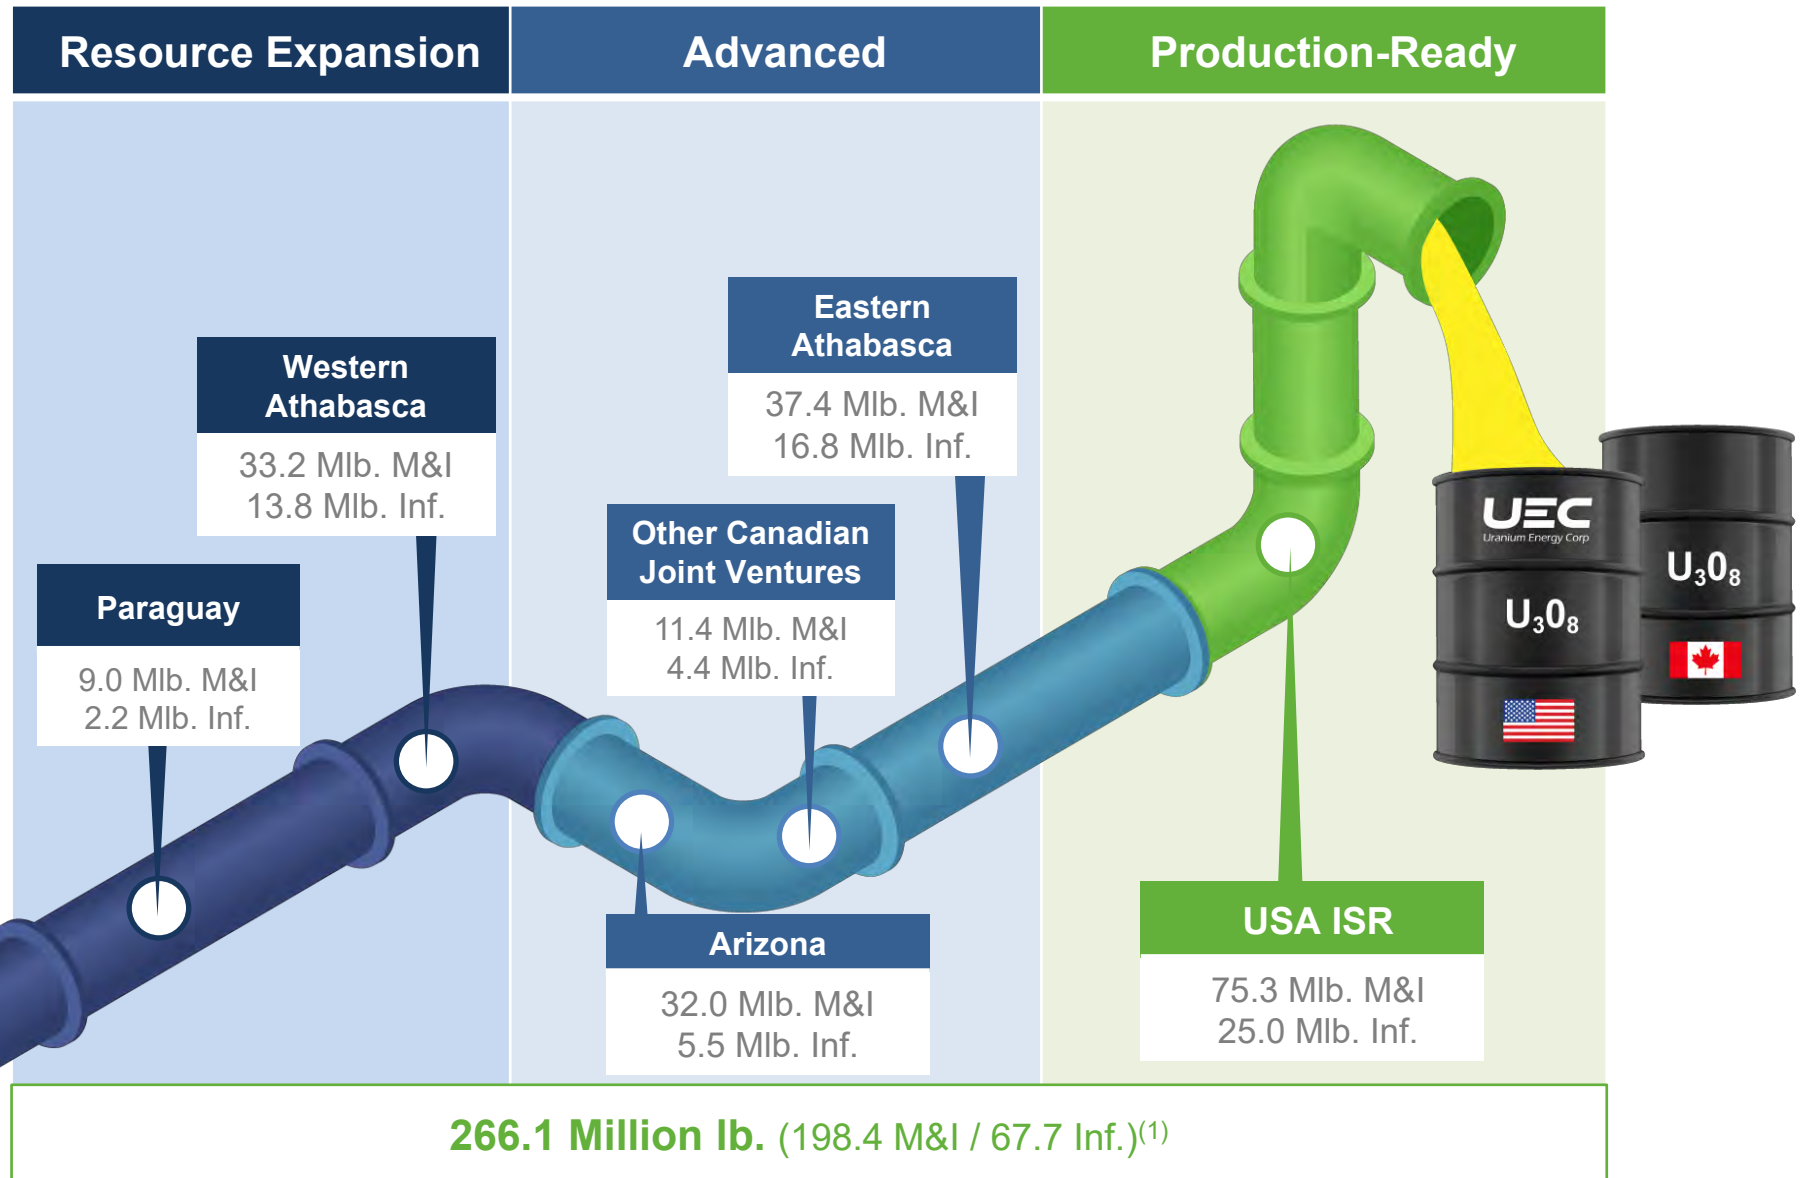 Resource Expansion
Advanced
Production-Ready
Paraguay
9.0 Mlb. M&I
2.2 Mlb. Inf.
Western
Athabasca
33.2 Mlb. M&I
13.8 Mlb. Inf.
Other Canadian
Joint Ventures
11.4 Mlb. M&I
4.4 Mlb. Inf.
Eastern
Athabasca
37.4 Mlb. M&I
16.8 Mlb. Inf.
Arizona
32.0 Mlb. M&I
5.5 Mlb. Inf.
USA ISR
75.3 Mlb. M&I
25.0 Mlb. Inf.
UEC
Uranium Energy Corp
U₃0₈
U₃0₈
266.1 Million lb. (198.4 M&I / 67.7 Inf.)⁽¹⁾